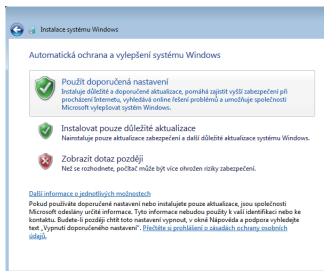 Instalace systému Windows
Automatická ochrana a vylepšení systému Windows
Použít doporučená nastavení
Instaluje důležité a doporučené aktualizace, pomáhá zajistit vyšší zabezpečení při
procházení Internetu, vyhledává online řešení problémů a umožňuje společnosti
Microsoft vylepšovat systém Windows.
Instalovat pouze důležité aktualizace
Nainstaluje pouze aktualizace zabezpečení a další důležité aktualizace systému Windows.
Zobrazit dotaz později
Než se rozhodnete, počítač může být více ohrožen riziky zabezpečení.
Další informace o jednotlivých možnostech
Pokud používáte doporučená nastavení nebo instalujete pouze aktualizace, jsou společnosti
Microsoft odeslány určité informace. Tyto informace nebudou použity k vaší identifikaci nebo ke
kontaktu. Budete-li později chtít toto nastavení vypnout, v okně Nápověda a podpora vyhledejte
text „Vypnutí doporučeného nastavení". Přečtěte si prohlášení o zásadách ochrany osobních
údajů.